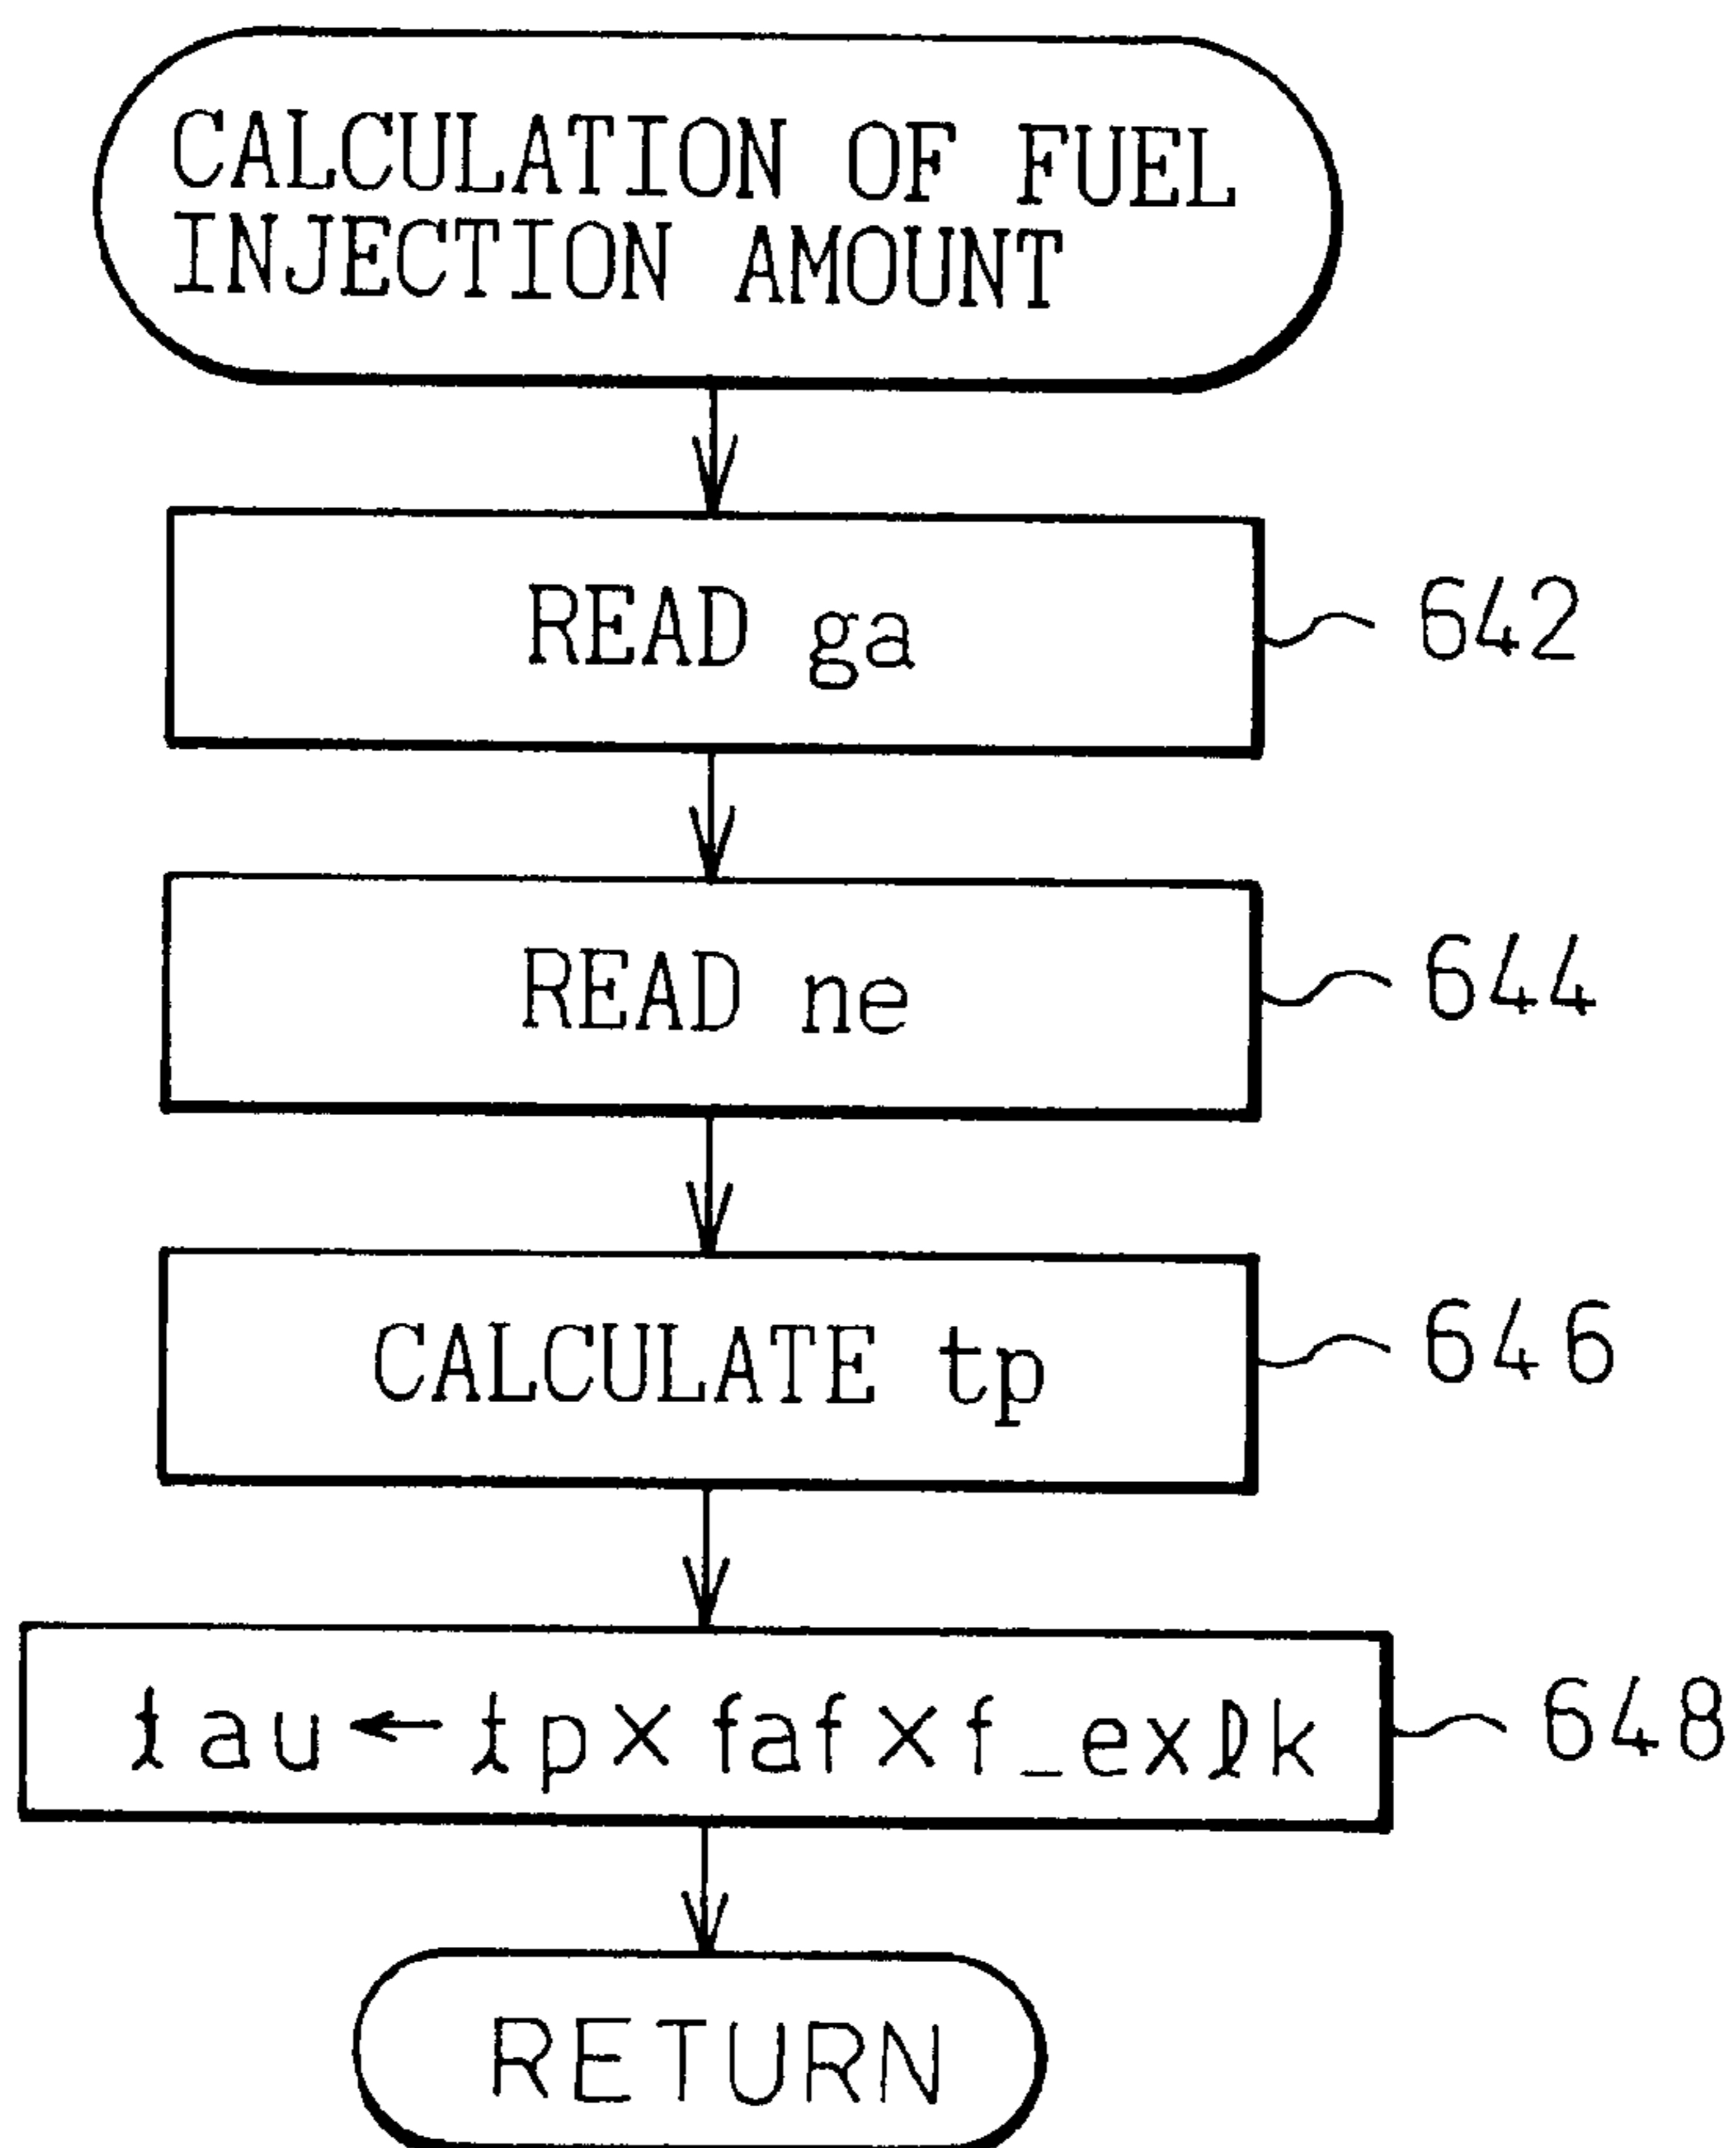 CALCULATION OF FUEL
INJECTION AMOUNT
READ ga
642
READ ne
644
CALCULATE tp
646
tau ← tp × faf × f_exlk
648
RETURN